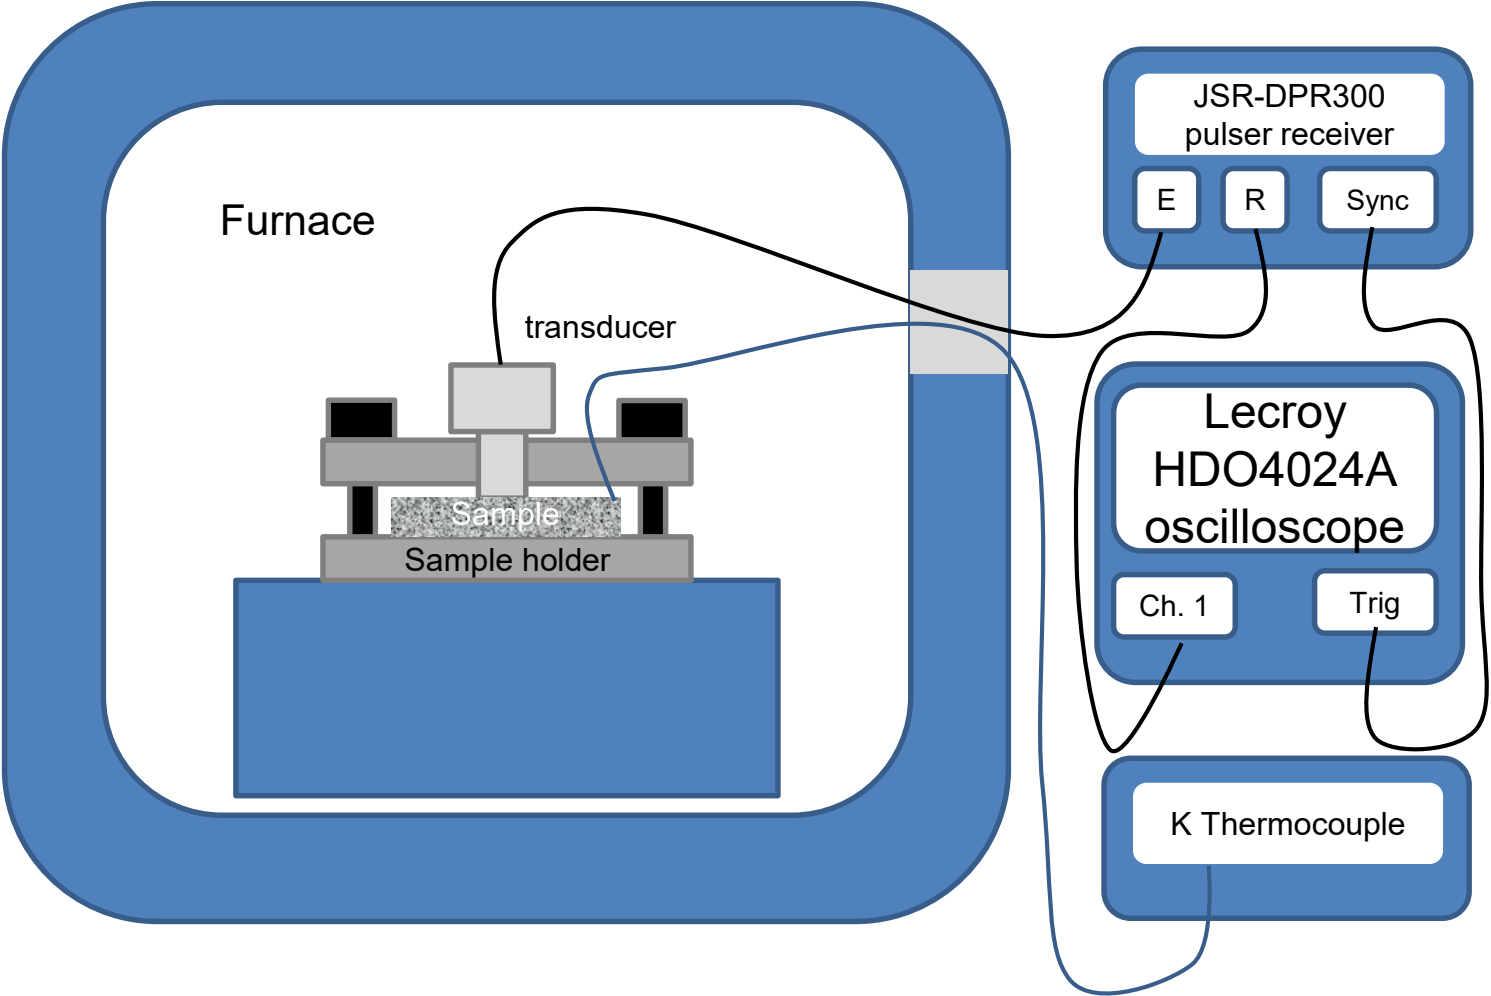 JSR-DPR300
pulser receiver
E
R
Sync
Furnace
transducer
Lecroy
HDO4024A
oscilloscope
Sample
Sample holder
Ch. 1
Trig
K Thermocouple